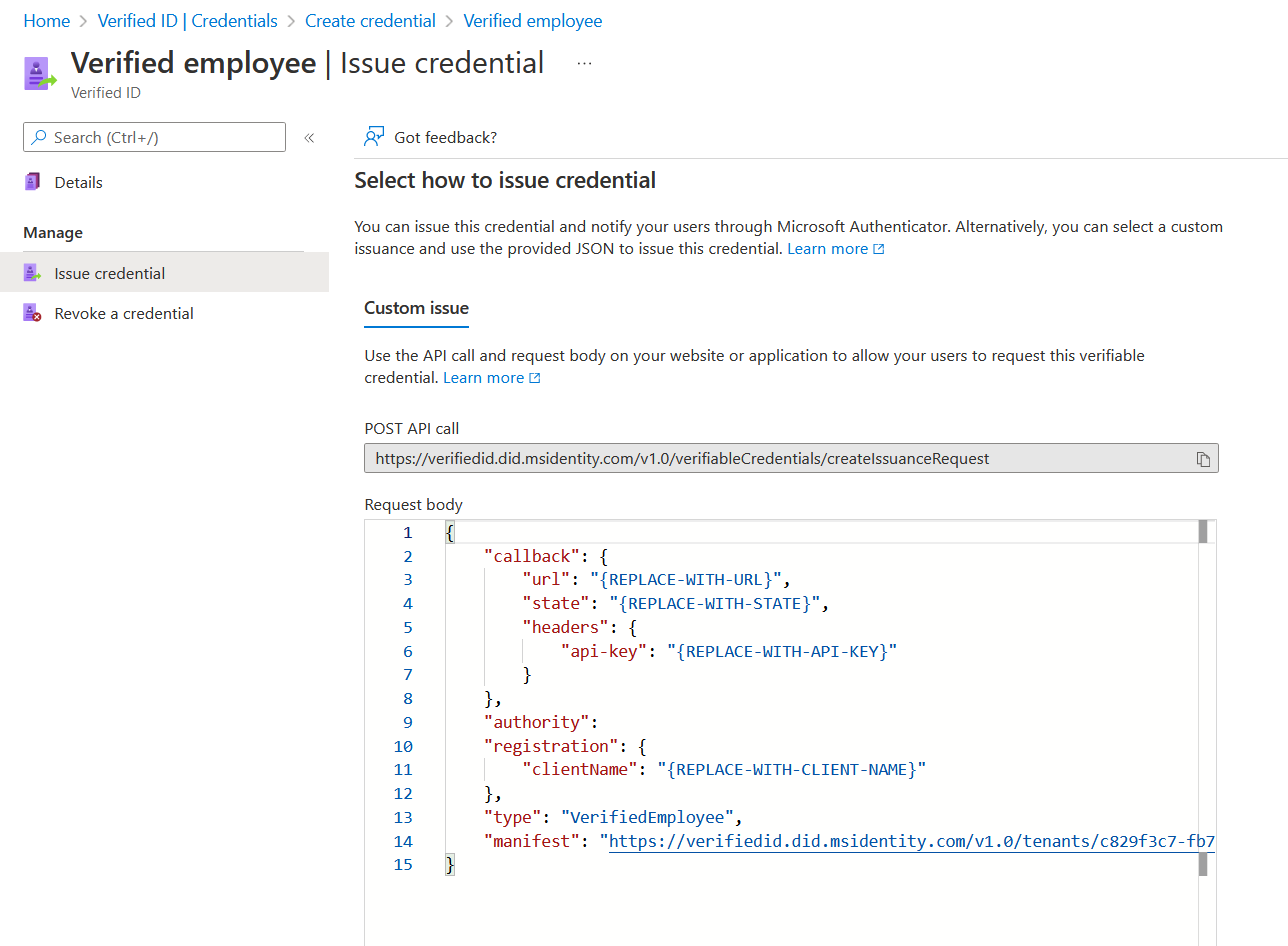 Home > Verified ID | Credentials > Create credential > Verified employee
Verified employee | Issue credential ...
Verified ID
Search (Ctrl+/) «
Details
Manage
Issue credential
Revoke a credential
Got feedback?
Select how to issue credential
You can issue this credential and notify your users through Microsoft Authenticator. Alternatively, you can select a custom
issuance and use the provided JSON to issue this credential. Learn more
Custom issue
Use the API call and request body on your website or application to allow your users to request this verifiable
credential. Learn more
POST API call
https://verifiedid.did.msidentity.com/v1.0/verifiableCredentials/createIssuanceRequest
Request body
1 {
2 "callback": {
3 "url": "{REPLACE-WITH-URL}",
4 "state": "{REPLACE-WITH-STATE}",
5 "headers": {
6 "api-key": "{REPLACE-WITH-API-KEY}"
7 }
8 },
9 "authority":
10 "registration": {
11 "clientName": "{REPLACE-WITH-CLIENT-NAME}"
12 },
13 "type": "VerifiedEmployee",
14 "manifest": "https://verifiedid.did.msidentity.com/v1.0/tenants/c829f3c7-fb7
15 }